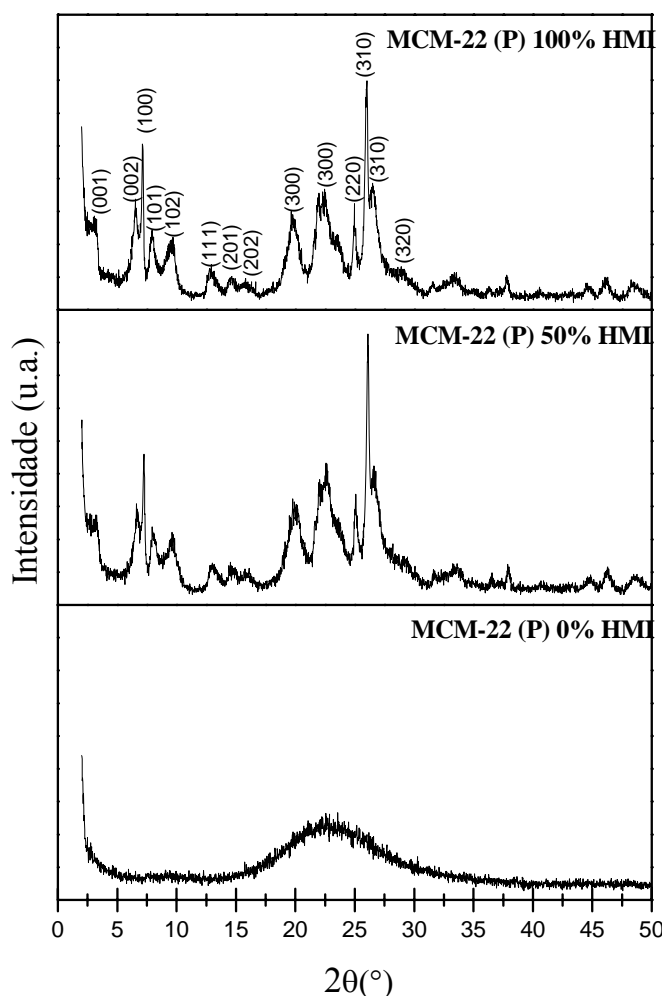 MCM-22 (P) 100% HMI
(001)
(002)
(100)
(101)
(102)
(111)
(201)
(202)
(300)
(300)
(220)
(310)
(310)
(320)
MCM-22 (P) 50% HMI
Intensidade (u.a.)
MCM-22 (P) 0% HMI
0 5 10 15 20 25 30 35 40 45 50
2θ(°)